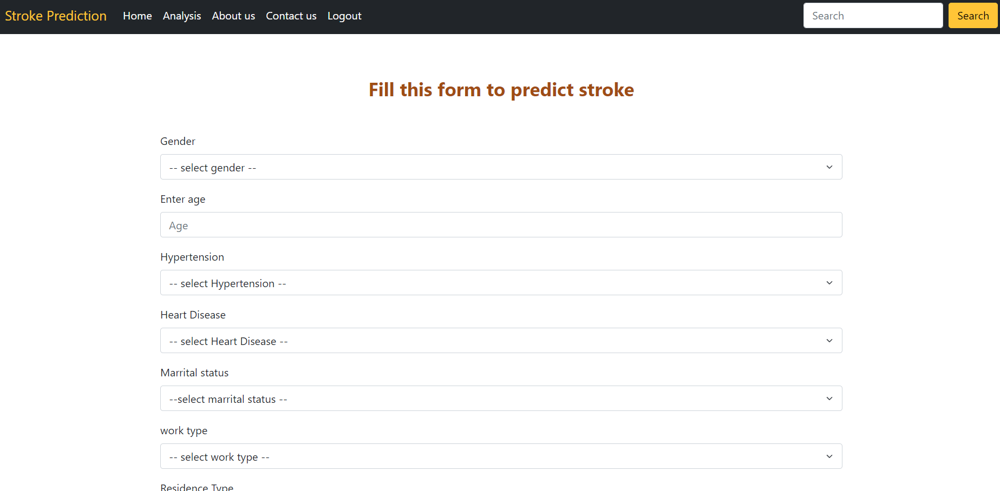 Stroke Prediction Home Analysis About us Contact us Logout Search Search
Fill this form to predict stroke
Gender
-- select gender --
Enter age
Age
Hypertension
-- select Hypertension --
Heart Disease
-- select Heart Disease --
Marrital status
--select marrital status --
work type
-- select work type --
Residence Type